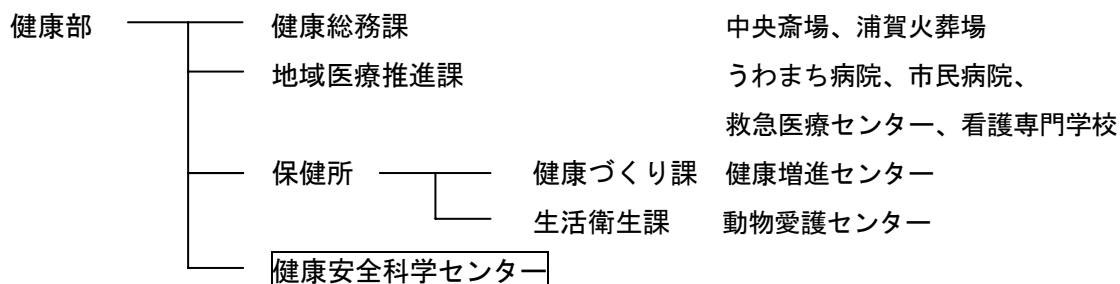 健康部 健康総務課 中央斎場、浦賀火葬場
地域医療推進課 うわまち病院、市民病院、
救急医療センター、看護専門学校
保健所 健康づくり課 健康増進センター
生活衛生課 動物愛護センター
健康安全科学センター